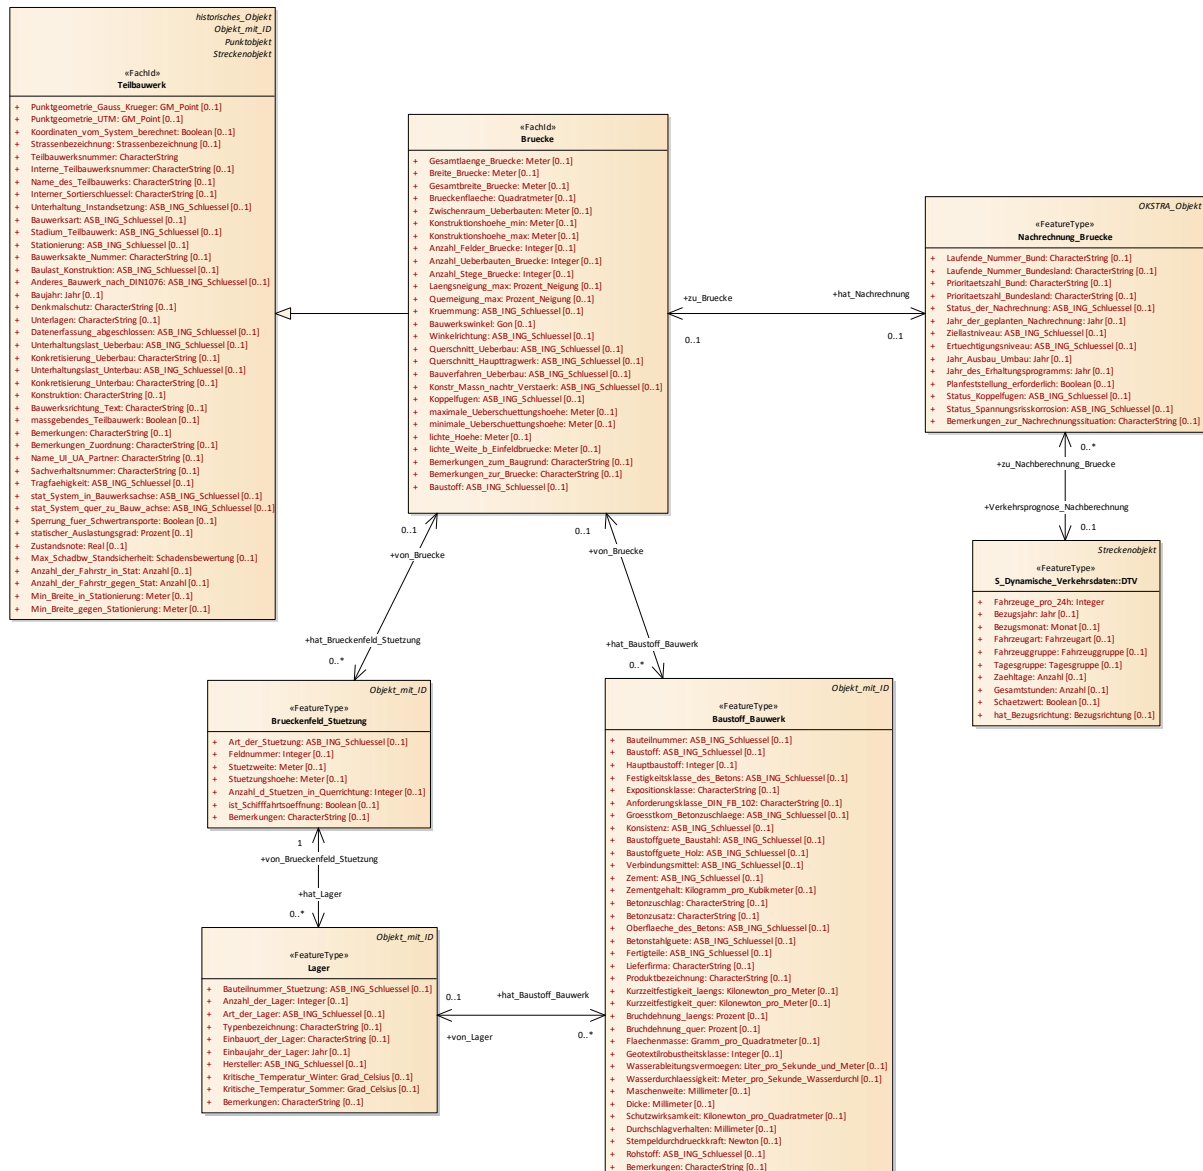 historisches_Objekt
Objekt_mit_ID
Punktobjekt
Streckenobjekt
«FachId»
Teilbauwerk
+ Punktgeometrie_Gauss_Krueger: GM_Point [0..1]
+ Punktgeometrie_UTM: GM_Point [0..1]
+ Koordinaten_vom_System_berechnet: Boolean [0..1]
+ Strassenbezeichnung: Strassenbezeichnung [0..1]
+ Teilbauwerksnummer: CharacterString
+ Interne_Teilbauwerksnummer: CharacterString [0..1]
+ Name_des_Teilbauwerks: CharacterString [0..1]
+ Interner_Sortierschluessel: CharacterString [0..1]
+ Unterhaltung_Instandsetzung: ASB_ING_Schluessel [0..1]
+ Bauwerksart: ASB_ING_Schluessel [0..1]
+ Stadium_Teilbauwerk: ASB_ING_Schluessel [0..1]
+ Stationierung: ASB_ING_Schluessel [0..1]
+ Bauwerksakte_Nummer: CharacterString [0..1]
+ Baulast_Konstruktion: ASB_ING_Schluessel [0..1]
+ Anderes_Bauwerk_nach_DIN1076: ASB_ING_Schluessel [0..1]
+ Baujahr: Jahr [0..1]
+ Denkmalschutz: CharacterString [0..1]
+ Unterlagen: CharacterString [0..1]
+ Datenerfassung_abgeschlossen: ASB_ING_Schluessel [0..1]
+ Unterhaltungslast_Ueberbau: ASB_ING_Schluessel [0..1]
+ Konkretisierung_Ueberbau: CharacterString [0..1]
+ Unterhaltungslast_Unterbau: ASB_ING_Schluessel [0..1]
+ Konkretisierung_Unterbau: CharacterString [0..1]
+ Konstruktion: CharacterString [0..1]
+ Bauwerksrichtung_Text: CharacterString [0..1]
+ massgebendes_Teilbauwerk: Boolean [0..1]
+ Bemerkungen: CharacterString [0..1]
+ Bemerkungen_Zuordnung: CharacterString [0..1]
+ Name_UI_UA_Partner: CharacterString [0..1]
+ Sachverhaltsnummer: CharacterString [0..1]
+ Tragfaehigkeit: ASB_ING_Schluessel [0..1]
+ stat_System_in_Bauwerksachse: ASB_ING_Schluessel [0..1]
+ stat_System_quer_zu_Bauw_achse: ASB_ING_Schluessel [0..1]
+ Sperrung_fuer_Schwertransporte: Boolean [0..1]
+ statischer_Auslastungsgrad: Prozent [0..1]
+ Zustandsnote: Real [0..1]
+ Max_Schadbw_Standsicherheit: Schadensbewertung [0..1]
+ Anzahl_der_Fahrstr_in_Stat: Anzahl [0..1]
+ Anzahl_der_Fahrstr_gegen_Stat: Anzahl [0..1]
+ Min_Breite_in_Stationierung: Meter [0..1]
+ Min_Breite_gegen_Stationierung: Meter [0..1]
«FachId»
Bruecke
+ Gesamtlaenge_Bruecke: Meter [0..1]
+ Breite_Bruecke: Meter [0..1]
+ Gesamtbreite_Bruecke: Meter [0..1]
+ Brueckenflaeche: Quadratmeter [0..1]
+ Zwischenraum_Ueberbauten: Meter [0..1]
+ Konstruktionshoehe_min: Meter [0..1]
+ Konstruktionshoehe_max: Meter [0..1]
+ Anzahl_Felder_Bruecke: Integer [0..1]
+ Anzahl_Ueberbauten_Bruecke: Integer [0..1]
+ Anzahl_Stege_Bruecke: Integer [0..1]
+ Laengsneigung_max: Prozent_Neigung [0..1]
+ Querneigung_max: Prozent_Neigung [0..1]
+ Kruemmung: ASB_ING_Schluessel [0..1]
+ Bauwerkswinkel: Gon [0..1]
+ Winkelrichtung: ASB_ING_Schluessel [0..1]
+ Querschnitt_Ueberbau: ASB_ING_Schluessel [0..1]
+ Querschnitt_Haupttragwerk: ASB_ING_Schluessel [0..1]
+ Bauverfahren_Ueberbau: ASB_ING_Schluessel [0..1]
+ Konstr_Massn_nachtr_Verstaerk: ASB_ING_Schluessel [0..1]
+ Koppelfugen: ASB_ING_Schluessel [0..1]
+ maximale_Ueberschuettungshoehe: Meter [0..1]
+ minimale_Ueberschuettungshoehe: Meter [0..1]
+ lichte_Hoehe: Meter [0..1]
+ lichte_Weite_b_Einfeldbruecke: Meter [0..1]
+ Bemerkungen_zum_Baugrund: CharacterString [0..1]
+ Bemerkungen_zur_Bruecke: CharacterString [0..1]
+ Baustoff: ASB_ING_Schluessel [0..1]
+zu_Bruecke
0..1
+hat_Nachrechnung
0..1
OKSTRA_Objekt
«FeatureType»
Nachrechnung_Bruecke
+ Laufende_Nummer_Bund: CharacterString [0..1]
+ Laufende_Nummer_Bundesland: CharacterString [0..1]
+ Prioritaetszahl_Bund: CharacterString [0..1]
+ Prioritaetszahl_Bundesland: CharacterString [0..1]
+ Status_der_Nachrechnung: ASB_ING_Schluessel [0..1]
+ Jahr_der_geplanten_Nachrechnung: Jahr [0..1]
+ Ziellastniveau: ASB_ING_Schluessel [0..1]
+ Ertuechtigungsniveau: ASB_ING_Schluessel [0..1]
+ Jahr_Ausbau_Umbau: Jahr [0..1]
+ Jahr_des_Erhaltungsprogramms: Jahr [0..1]
+ Planfeststellung_erforderlich: Boolean [0..1]
+ Status_Koppelfugen: ASB_ING_Schluessel [0..1]
+ Status_Spannungsrisskorrosion: ASB_ING_Schluessel [0..1]
+ Bemerkungen_zur_Nachrechnungssituation: CharacterString [0..1]
0..*
+zu_Nachberechnung_Bruecke
+Verkehrsprognose_Nachberechnung
0..1
Streckenobjekt
«FeatureType»
S_Dynamische_Verkehrsdaten::DTV
+ Fahrzeuge_pro_24h: Integer
+ Bezugsjahr: Jahr [0..1]
+ Bezugsmonat: Monat [0..1]
+ Fahrzeugart: Fahrzeugart [0..1]
+ Fahrzeuggruppe: Fahrzeuggruppe [0..1]
+ Tagesgruppe: Tagesgruppe [0..1]
+ Zaehltage: Anzahl [0..1]
+ Gesamtstunden: Anzahl [0..1]
+ Schaetzwert: Boolean [0..1]
+ hat_Bezugsrichtung: Bezugsrichtung [0..1]
0..1
+von_Bruecke
+hat_Brueckenfeld_Stuetzung
0..*
0..1
+von_Bruecke
+hat_Baustoff_Bauwerk
0..*
Objekt_mit_ID
«FeatureType»
Brueckenfeld_Stuetzung
+ Art_der_Stuetzung: ASB_ING_Schluessel [0..1]
+ Feldnummer: Integer [0..1]
+ Stuetzweite: Meter [0..1]
+ Stuetzungshoehe: Meter [0..1]
+ Anzahl_d_Stuetzen_in_Querrichtung: Integer [0..1]
+ ist_Schifffahrtsoeffnung: Boolean [0..1]
+ Bemerkungen: CharacterString [0..1]
1
+von_Brueckenfeld_Stuetzung
+hat_Lager
0..*
Objekt_mit_ID
«FeatureType»
Lager
+ Bauteilnummer_Stuetzung: ASB_ING_Schluessel [0..1]
+ Anzahl_der_Lager: Integer [0..1]
+ Art_der_Lager: ASB_ING_Schluessel [0..1]
+ Typenbezeichnung: CharacterString [0..1]
+ Einbauort_der_Lager: CharacterString [0..1]
+ Einbaujahr_der_Lager: Jahr [0..1]
+ Hersteller: ASB_ING_Schluessel [0..1]
+ Kritische_Temperatur_Winter: Grad_Celsius [0..1]
+ Kritische_Temperatur_Sommer: Grad_Celsius [0..1]
+ Bemerkungen: CharacterString [0..1]
0..1
+hat_Baustoff_Bauwerk
+von_Lager
0..*
Objekt_mit_ID
«FeatureType»
Baustoff_Bauwerk
+ Bauteilnummer: ASB_ING_Schluessel [0..1]
+ Baustoff: ASB_ING_Schluessel [0..1]
+ Hauptbaustoff: Integer [0..1]
+ Festigkeitsklasse_des_Betons: ASB_ING_Schluessel [0..1]
+ Expositionsklasse: CharacterString [0..1]
+ Anforderungsklasse_DIN_FB_102: CharacterString [0..1]
+ Groesstkorn_Betonzuschlaege: ASB_ING_Schluessel [0..1]
+ Konsistenz: ASB_ING_Schluessel [0..1]
+ Baustoffguete_Baustahl: ASB_ING_Schluessel [0..1]
+ Baustoffguete_Holz: ASB_ING_Schluessel [0..1]
+ Verbindungsmittel: ASB_ING_Schluessel [0..1]
+ Zement: ASB_ING_Schluessel [0..1]
+ Zementgehalt: Kilogramm_pro_Kubikmeter [0..1]
+ Betonzuschlag: CharacterString [0..1]
+ Betonzusatz: CharacterString [0..1]
+ Oberflaeche_des_Betons: ASB_ING_Schluessel [0..1]
+ Betonstahlguete: ASB_ING_Schluessel [0..1]
+ Fertigteile: ASB_ING_Schluessel [0..1]
+ Lieferfirma: CharacterString [0..1]
+ Produktbezeichnung: CharacterString [0..1]
+ Kurzzeitfestigkeit_laengs: Kilonewton_pro_Meter [0..1]
+ Kurzzeitfestigkeit_quer: Kilonewton_pro_Meter [0..1]
+ Bruchdehnung_laengs: Prozent [0..1]
+ Bruchdehnung_quer: Prozent [0..1]
+ Flaechenmasse: Gramm_pro_Quadratmeter [0..1]
+ Geotextilrobustheitsklasse: Integer [0..1]
+ Wasserableitungsvermoegen: Liter_pro_Sekunde_und_Meter [0..1]
+ Wasserdurchlaessigkeit: Meter_pro_Sekunde_Wasserdurchl [0..1]
+ Maschenweite: Millimeter [0..1]
+ Dicke: Millimeter [0..1]
+ Schutzwirksamkeit: Kilonewton_pro_Quadratmeter [0..1]
+ Durchschlagverhalten: Millimeter [0..1]
+ Stempeldurchdrueckkraft: Newton [0..1]
+ Rohstoff: ASB_ING_Schluessel [0..1]
+ Bemerkungen: CharacterString [0..1]